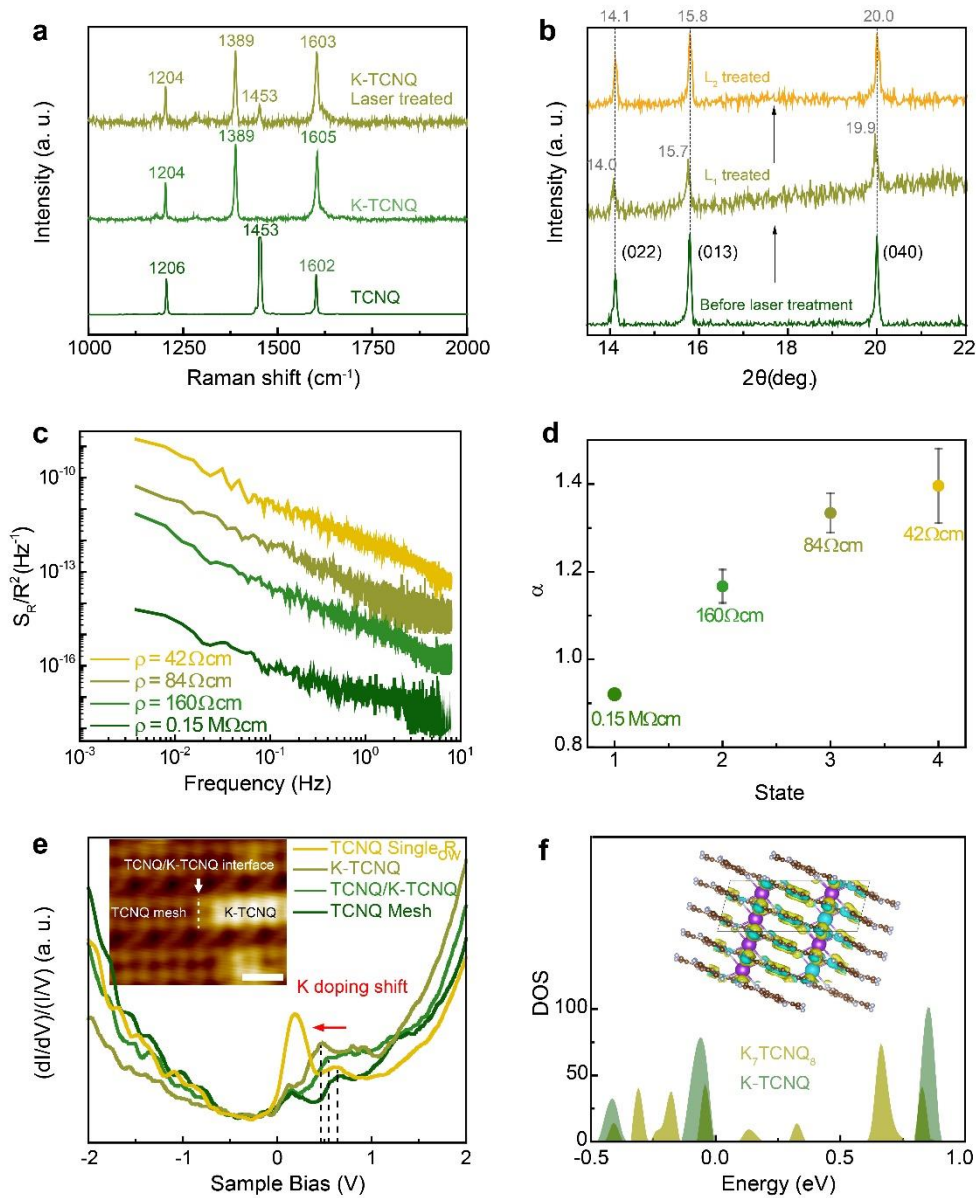 a
1204
1389
1603
1453
K-TCNQ
Laser treated
1204
1389
1605
K-TCNQ
1453
1206
1602
TCNQ
Intensity (a. u.)
1000 1250 1500 1750 2000
Raman shift (cm⁻¹)
b
14.1 15.8 20.0
L₂ treated
14.0 15.7 19.9
L₁ treated
(022) (013) (040)
Before laser treatment
Intensity (a. u.)
14 16 18 20 22
2θ(deg.)
c
10⁻¹⁰
10⁻¹³
10⁻¹⁶
S_R/R² (Hz⁻¹)
ρ = 42Ωcm
ρ = 84Ωcm
ρ = 160Ωcm
ρ = 0.15 MΩcm
10⁻³ 10⁻² 10⁻¹ 10⁰ 10¹
Frequency (Hz)
d
1.4
1.2
1.0
0.8
α
42Ωcm
84Ωcm
160Ωcm
0.15 MΩcm
1 2 3 4
State
e
TCNQ/K-TCNQ interface
TCNQ mesh
K-TCNQ
TCNQ Single Row
K-TCNQ
TCNQ/K-TCNQ
TCNQ Mesh
K doping shift
(dI/dV)/(I/V) (a. u.)
-2 -1 0 1 2
Sample Bias (V)
f
DOS
100
50
0
K₇TCNQ₈
K-TCNQ
-0.5 0.0 0.5 1.0
Energy (eV)